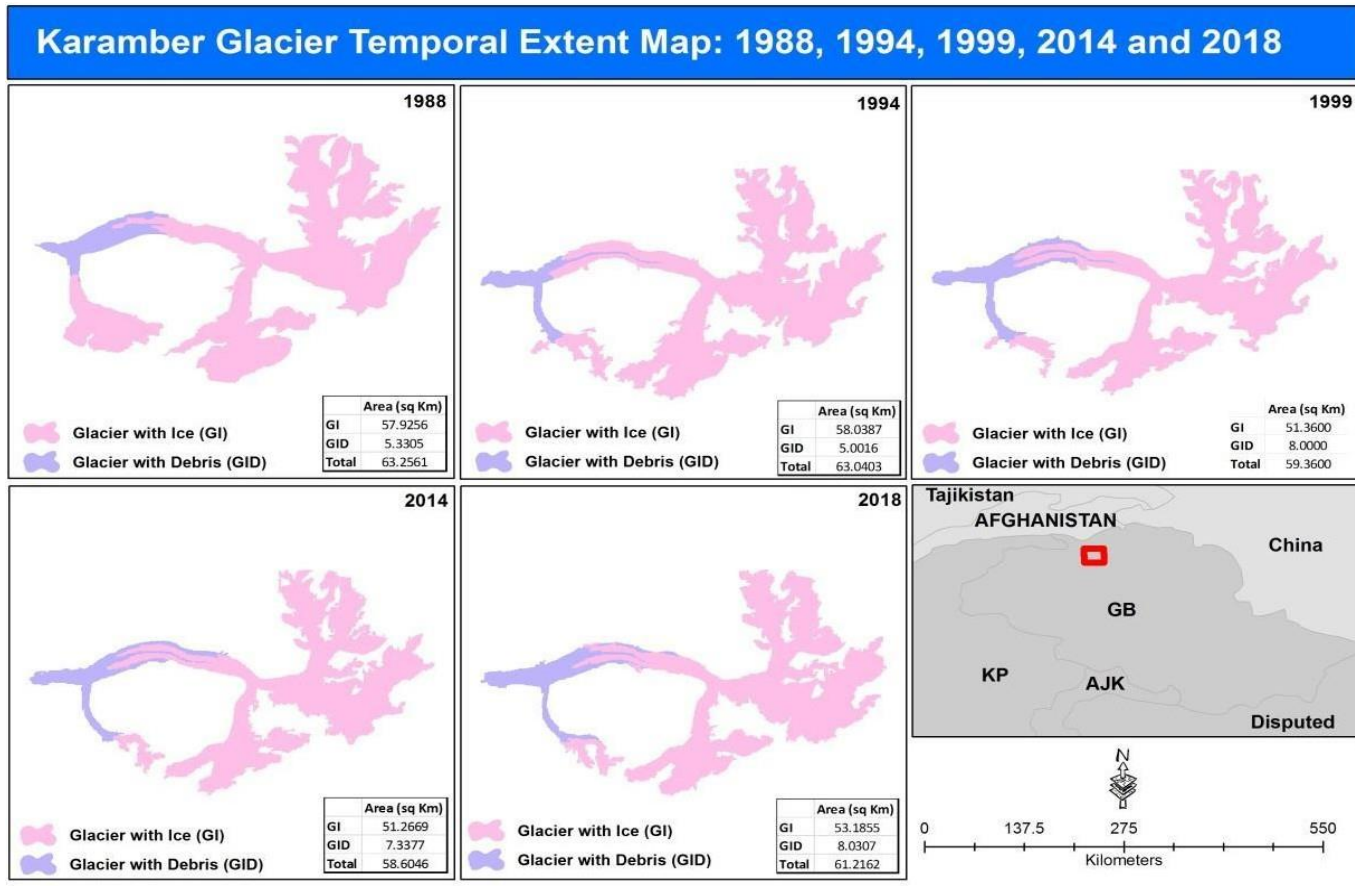 Karamber Glacier Temporal Extent Map: 1988, 1994, 1999, 2014 and 2018
1988
Glacier with Ice (GI)
Glacier with Debris (GID)
Area (sq Km)
GI 57.9256
GID 5.3305
Total 63.2561
1994
Glacier with Ice (GI)
Glacier with Debris (GID)
Area (sq Km)
GI 58.0387
GID 5.0016
Total 63.0403
1999
Glacier with Ice (GI)
Glacier with Debris (GID)
Area (sq Km)
GI 51.3600
GID 8.0000
Total 59.3600
2014
Glacier with Ice (GI)
Glacier with Debris (GID)
Area (sq Km)
GI 51.2669
GID 7.3377
Total 58.6046
2018
Glacier with Ice (GI)
Glacier with Debris (GID)
Area (sq Km)
GI 53.1855
GID 8.0307
Total 61.2162
Tajikistan
AFGHANISTAN
China
GB
KP
AJK
Disputed
N
0 137.5 275 550
Kilometers